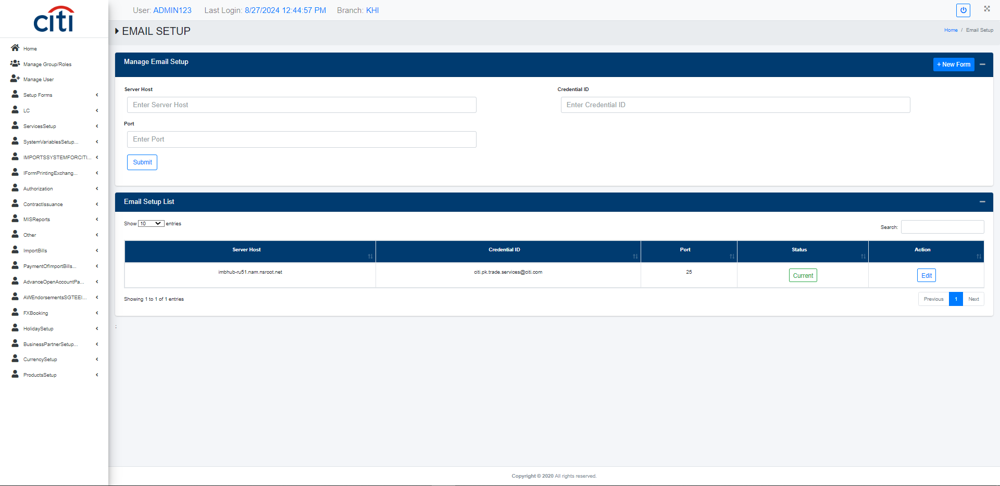 citi
User: ADMIN123 Last Login: 8/27/2024 12:44:57 PM Branch: KHI
EMAIL SETUP
Home / Email Setup
Home
Manage Group/Roles
Manage User
Setup Forms
LC
ServicesSetup
SystemVariablesSetup...
IMPORTSSYSTEMFORCITI...
IFormPrintingExchang...
Authorization
ContractIssuance
MISReports
Other
ImportBills
PaymentOfImportBills...
AdvanceOpenAccountPa...
AWEndorsementsSGTEEI...
FXBooking
HolidaySetup
BusinessPartnerSetup...
CurrencySetup
ProductsSetup
Manage Email Setup
+ New Form
Server Host
Enter Server Host
Credential ID
Enter Credential ID
Port
Enter Port
Submit
Email Setup List
Show 10 entries
Search:
Server Host Credential ID Port Status Action
imbhub-ru51.nam.nsroot.net citi.pk.trade.services@citi.com 25 Current Edit
Showing 1 to 1 of 1 entries
Previous 1 Next
:
Copyright © 2020 All rights reserved.